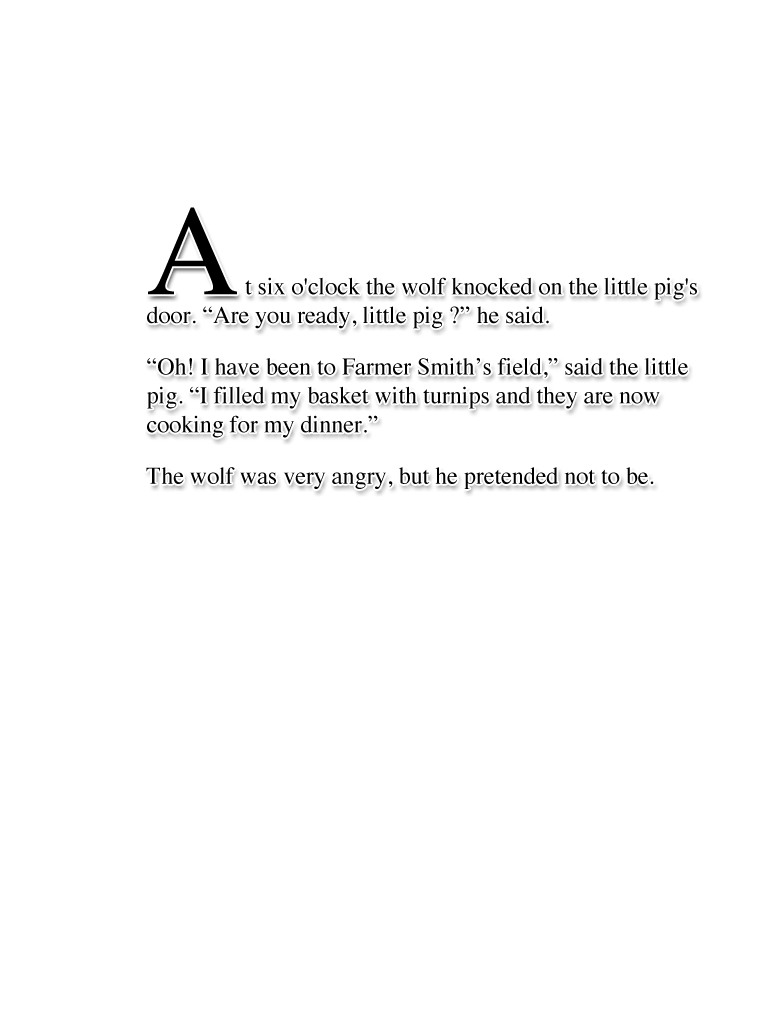 At six o'clock the wolf knocked on the little pig's
door. “Are you ready, little pig ?” he said.
“Oh! I have been to Farmer Smith’s field,” said the little
pig. “I filled my basket with turnips and they are now
cooking for my dinner.”
The wolf was very angry, but he pretended not to be.